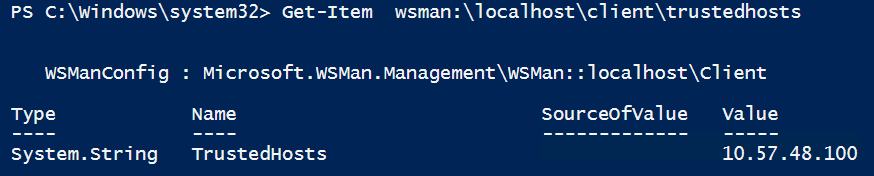 PS C:\Windows\system32> Get-Item  wsman:\localhost\client\trustedhosts
WSManConfig : Microsoft.WSMan.Management\WSMan::localhost\Client
Type Name SourceOfValue Value
---- ---- ------------- -----
System.String TrustedHosts 10.57.48.100